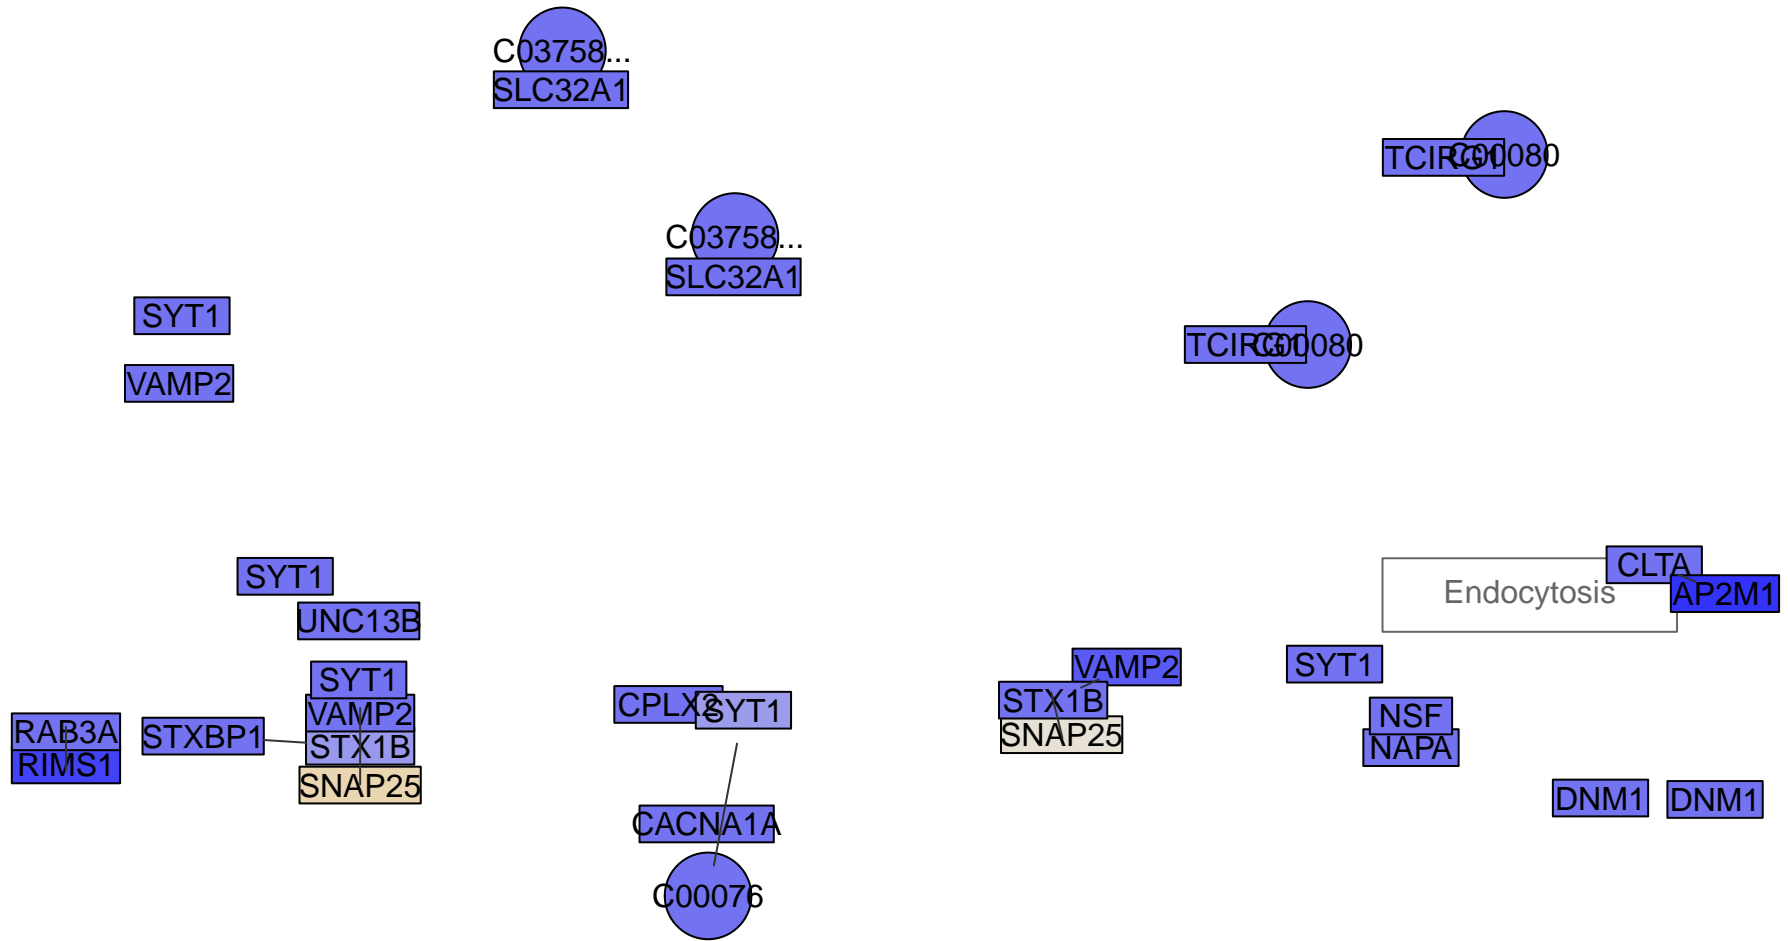 C03758...
SLC32A1
TCIRG1
C00080
C03758...
SLC32A1
SYT1
VAMP2
TCIRG1
C00080
SYT1
UNC13B
CLTA
Endocytosis
AP2M1
SYT1
VAMP2
STX1B
SNAP25
RAB3A
RIMS1
STXBP1
CPLX2
SYT1
VAMP2
STX1B
SNAP25
SYT1
NSF
NAPA
DNM1
DNM1
CACNA1A
C00076